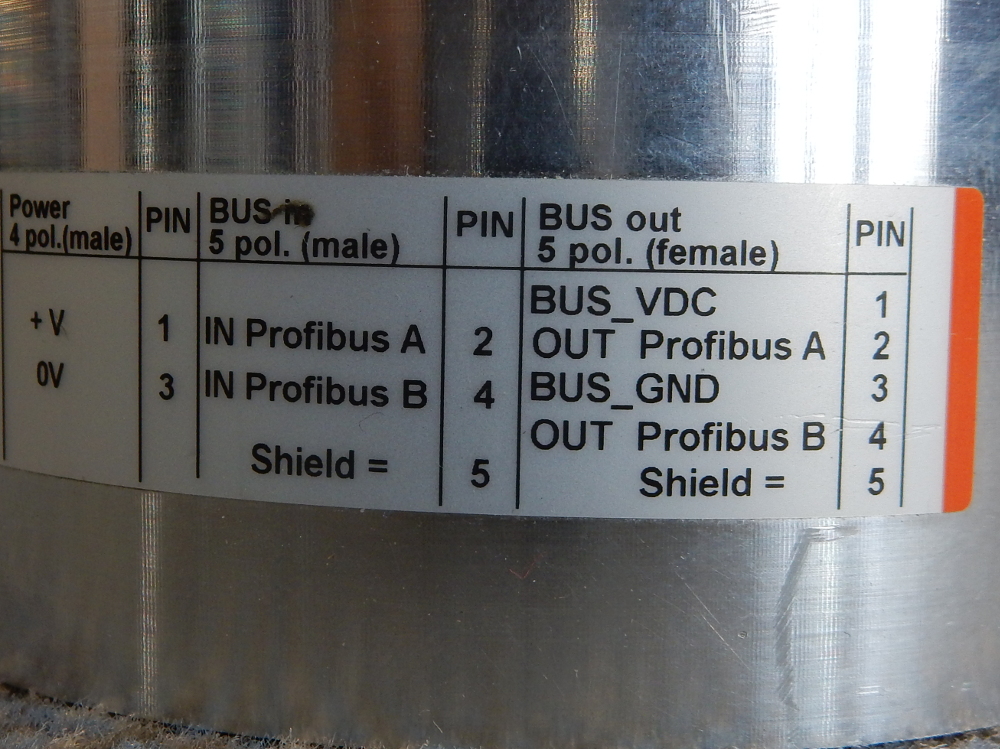 Power PIN BUS in PIN BUS out PIN
4 pol.(male) 5 pol. (male) 5 pol. (female)
BUS_VDC 1
+ V 1 IN Profibus A 2 OUT Profibus A 2
0V 3 IN Profibus B 4 BUS_GND 3
OUT Profibus B 4
Shield = 5 Shield = 5